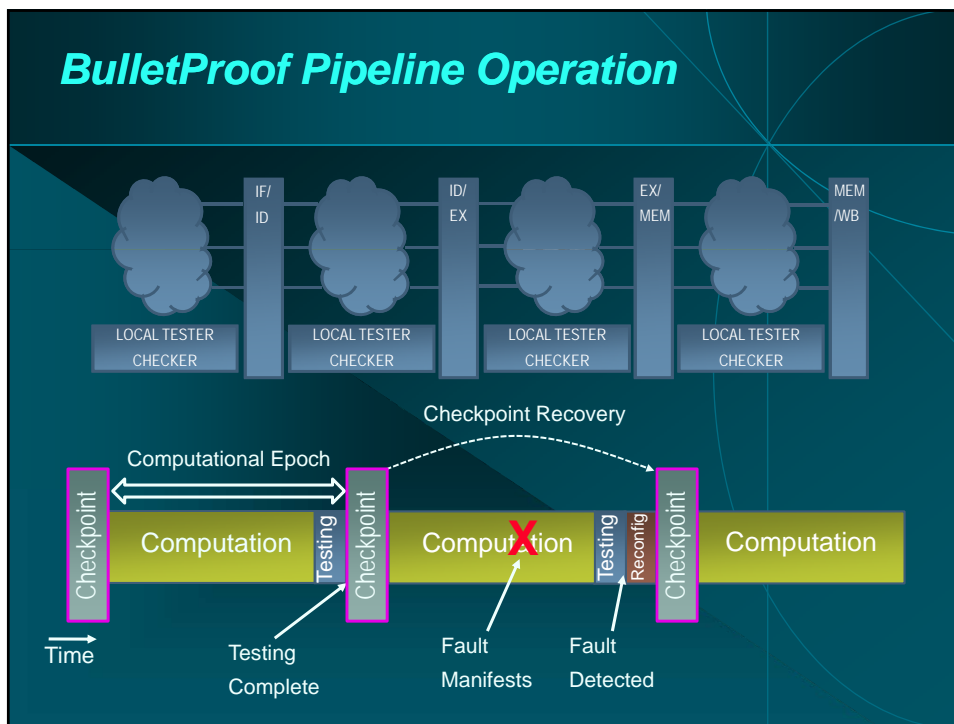 BulletProof Pipeline Operation
IF/
ID
ID/
EX
EX/
MEM
MEM
/WB
LOCAL TESTER
CHECKER
LOCAL TESTER
CHECKER
LOCAL TESTER
CHECKER
LOCAL TESTER
CHECKER
Checkpoint Recovery
Computational Epoch
Checkpoint
Computation
Testing
Checkpoint
Computation
X
Testing
Reconfig
Checkpoint
Computation
Time
Testing
Complete
Fault
Manifests
Fault
Detected